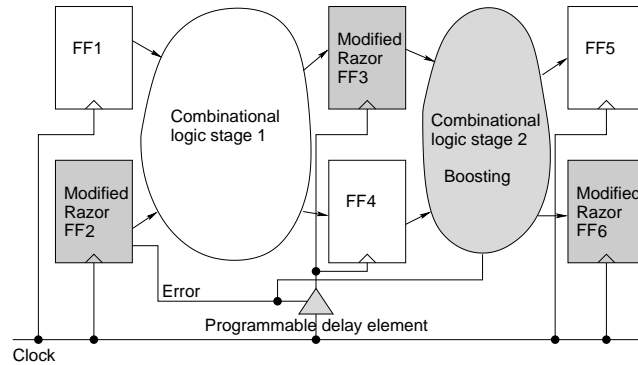 FF1
Combinational
logic stage 1
Modified
Razor
FF3
Combinational
logic stage 2
Boosting
FF5
Modified
Razor
FF2
FF4
Modified
Razor
FF6
Error
Programmable delay element
Clock